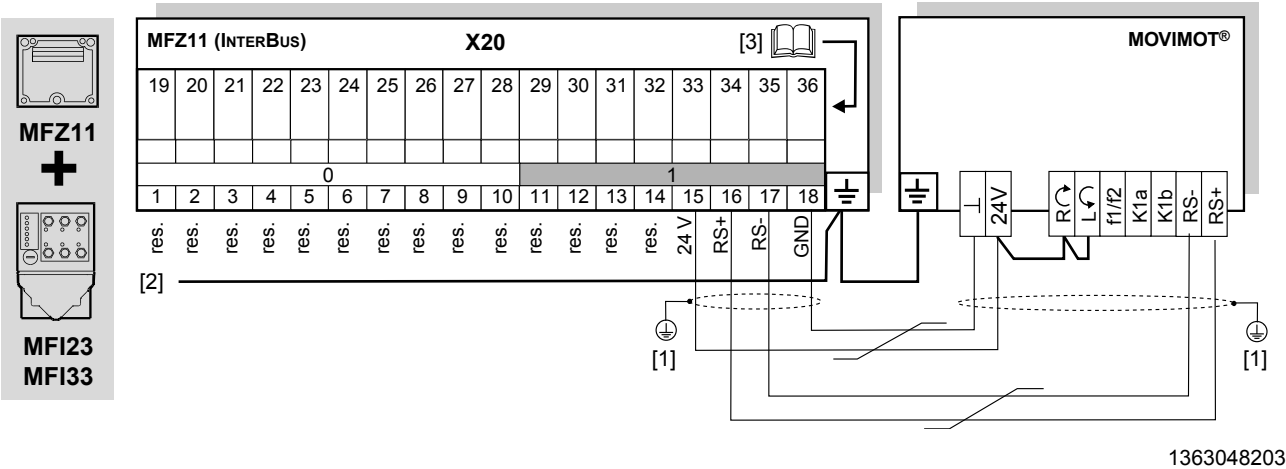 MFZ11 (INTERBUS) X20 [3] MOVIMOT®
19 20 21 22 23 24 25 26 27 28 29 30 31 32 33 34 35 36
MFZ11
+
0 1
1 2 3 4 5 6 7 8 9 10 11 12 13 14 15 16 17 18
⊥ 24V R L f1/f2 K1a K1b RS- RS+
res. res. res. res. res. res. res. res. res. res. res. res. res. res. 24 V RS+ RS- GND
[2]
MFI23
MFI33
[1] [1]
1363048203